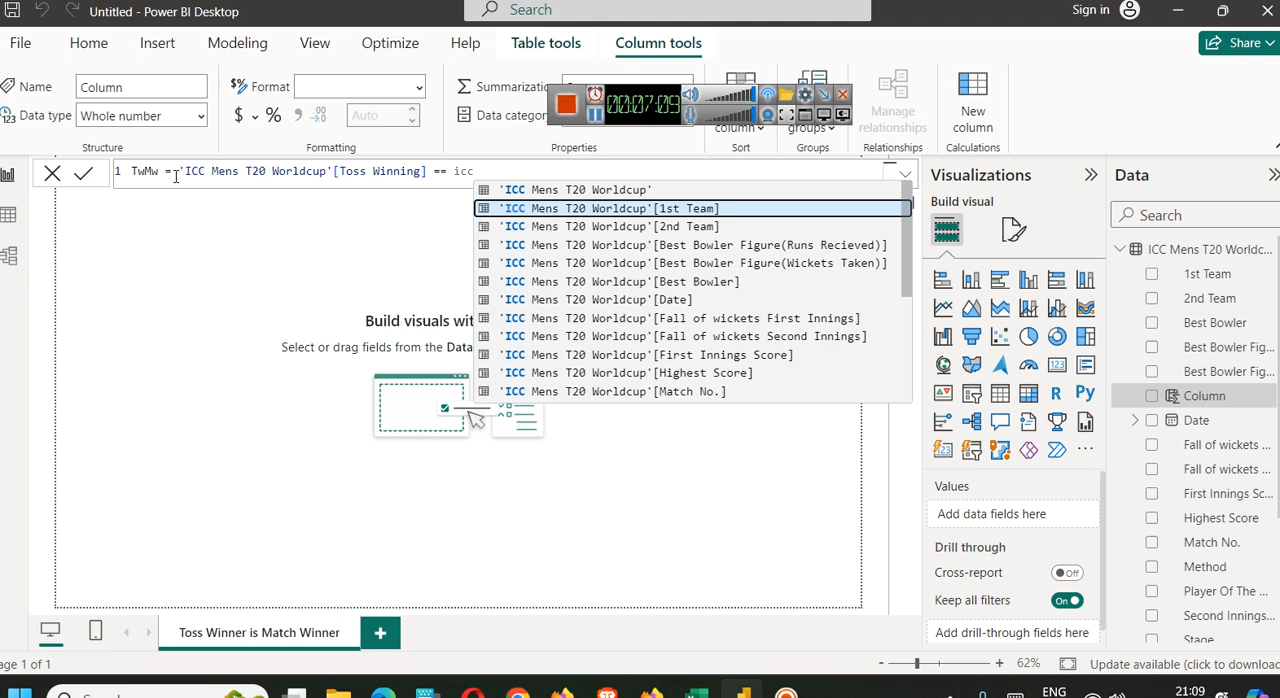 Untitled - Power BI Desktop
Search
Sign in
File Home Insert Modeling View Optimize Help Table tools Column tools
Share
Name Column
Format
Summarizatio
Data type Whole number
$ % Auto
Data categor
00:07:09
column
groups
Manage relationships
New column
Structure Formatting Properties Sort Groups Relationships Calculations
1 TwMw = 'ICC Mens T20 Worldcup'[Toss Winning] == icc
'ICC Mens T20 Worldcup'
'ICC Mens T20 Worldcup'[1st Team]
'ICC Mens T20 Worldcup'[2nd Team]
'ICC Mens T20 Worldcup'[Best Bowler Figure(Runs Recieved)]
'ICC Mens T20 Worldcup'[Best Bowler Figure(Wickets Taken)]
'ICC Mens T20 Worldcup'[Best Bowler]
'ICC Mens T20 Worldcup'[Date]
'ICC Mens T20 Worldcup'[Fall of wickets First Innings]
'ICC Mens T20 Worldcup'[Fall of wickets Second Innings]
'ICC Mens T20 Worldcup'[First Innings Score]
'ICC Mens T20 Worldcup'[Highest Score]
'ICC Mens T20 Worldcup'[Match No.]
Build visuals wit
Select or drag fields from the Data
Visualizations
Build visual
R Py
123
Values
Add data fields here
Drill through
Cross-report Off
Keep all filters On
Add drill-through fields here
Data
Search
ICC Mens T20 Worldc...
1st Team
2nd Team
Best Bowler
Best Bowler Fig...
Best Bowler Fig...
Column
Date
Fall of wickets ...
Fall of wickets ...
First Innings Sc...
Highest Score
Match No.
Method
Player Of The ...
Second Innings...
Stage
Toss Winner is Match Winner
age 1 of 1
- + 62%
Update available (click to download
ENG
21:09